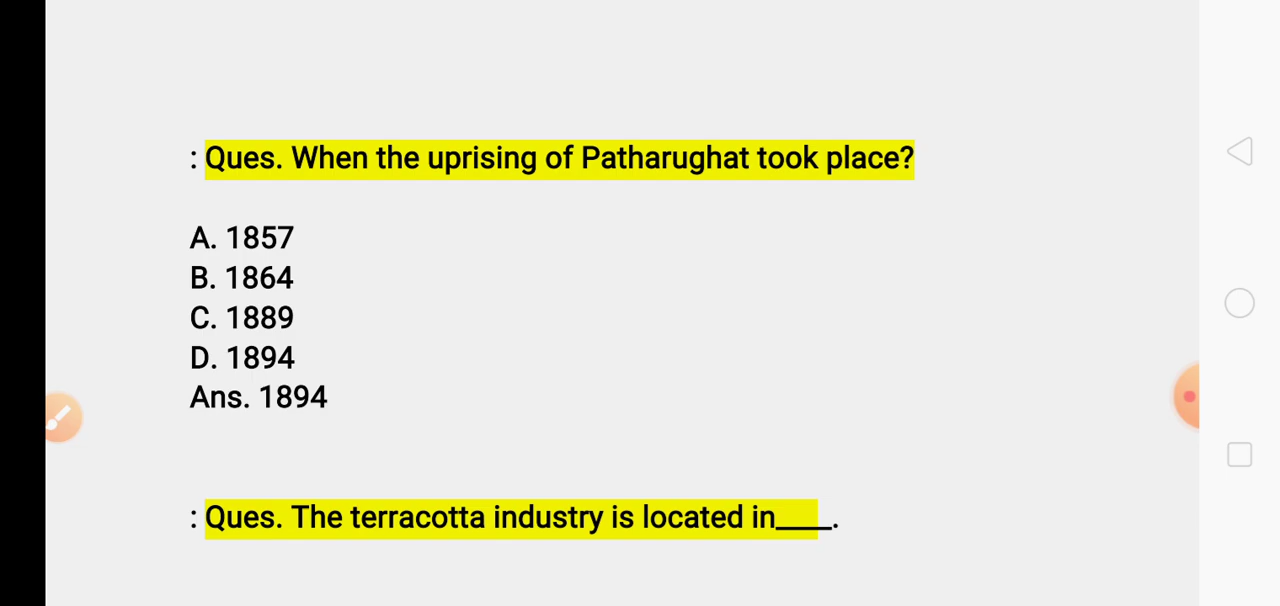 : Ques. When the uprising of Patharughat took place?
A. 1857
B. 1864
C. 1889
D. 1894
Ans. 1894
: Ques. The terracotta industry is located in____.